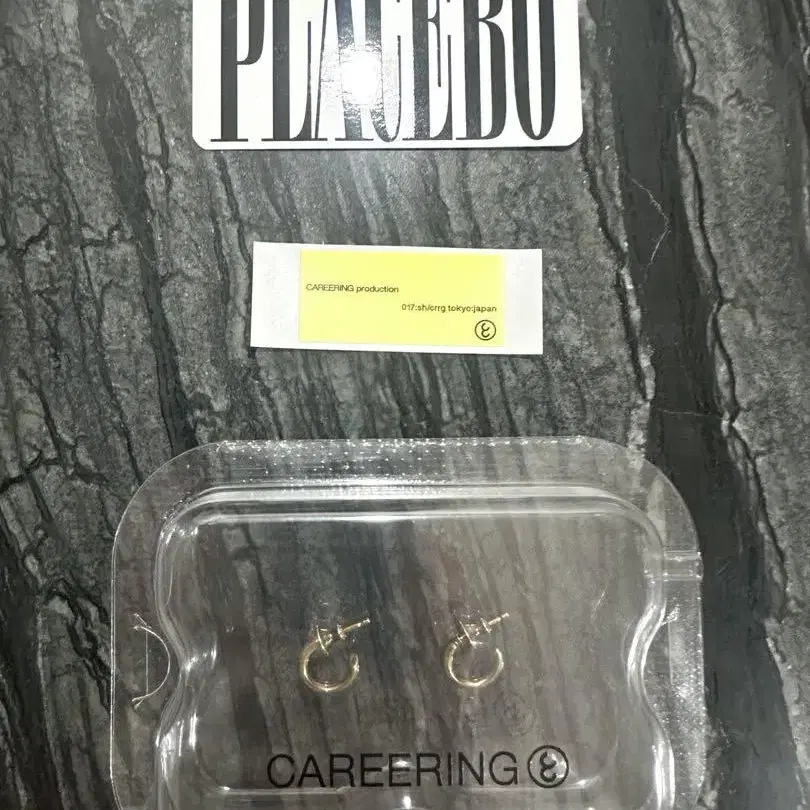 PLACEBO
CAREERING production
017:sh/crrg tokyo:japan
CAREERING